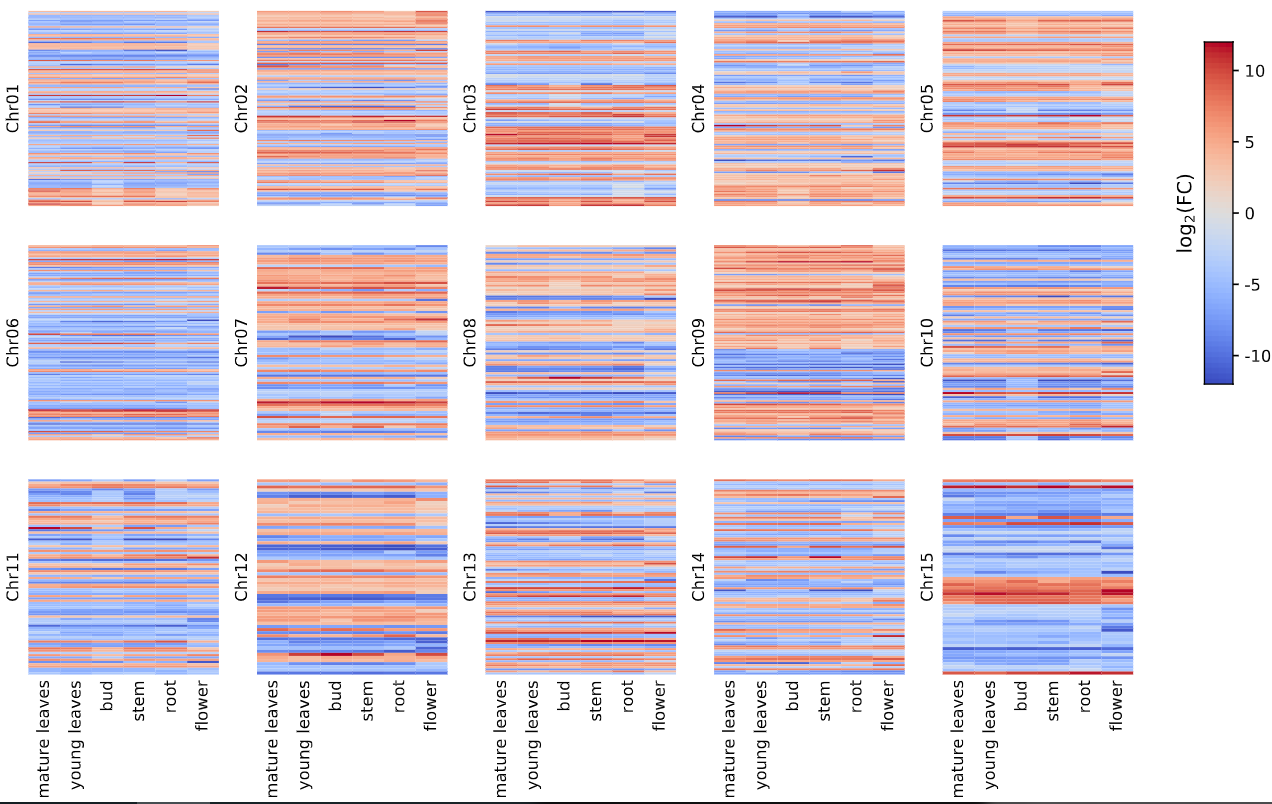 Chr01
Chr02
Chr03
Chr04
Chr05
Chr06
Chr07
Chr08
Chr09
Chr10
Chr11
Chr12
Chr13
Chr14
Chr15
mature leaves
young leaves
bud
stem
root
flower
mature leaves
young leaves
bud
stem
root
flower
mature leaves
young leaves
bud
stem
root
flower
mature leaves
young leaves
bud
stem
root
flower
mature leaves
young leaves
bud
stem
root
flower
log₂(FC)
10
5
0
-5
-10